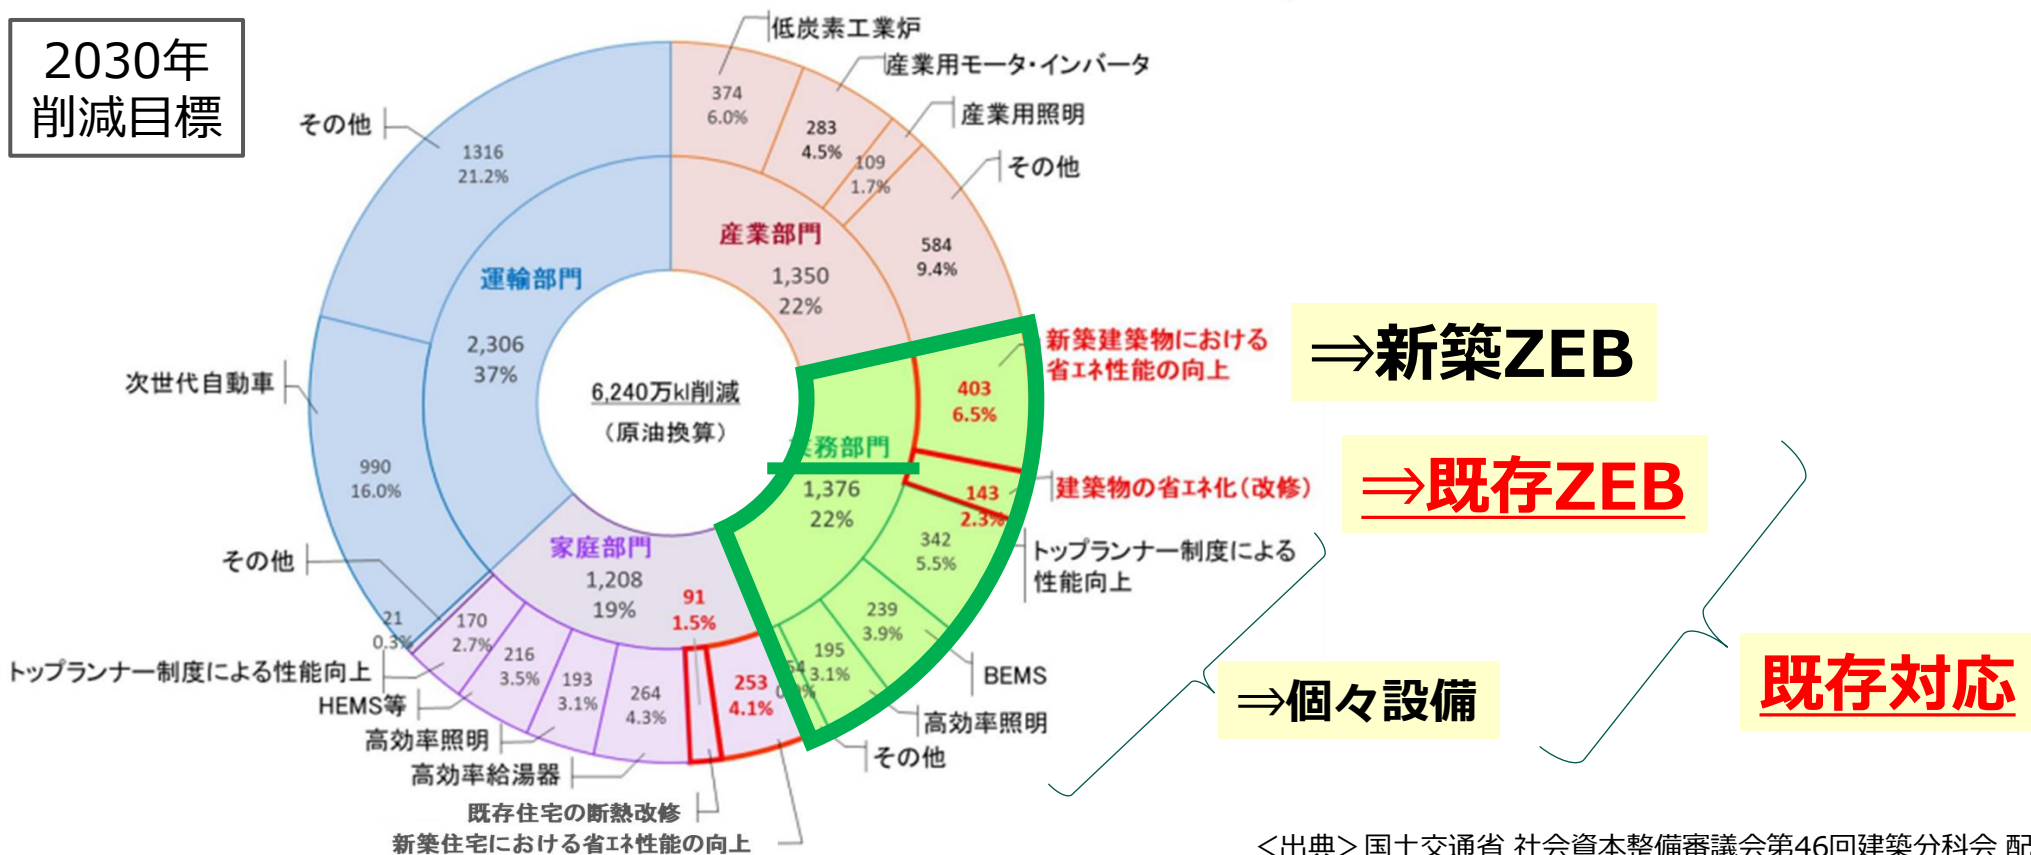 2030年
削減目標
低炭素工業炉
374
6.0%
産業用モータ・インバータ
283
4.5%
産業用照明
109
1.7%
その他
584
9.4%
産業部門
1,350
22%
その他
1316
21.2%
運輸部門
2,306
37%
次世代自動車
990
16.0%
6,240万kl削減
（原油換算）
新築建築物における
省エネ性能の向上
403
6.5%
⇒新築ZEB
務部門
1,376
22%
建築物の省エネ化（改修）
143
2.3%
⇒既存ZEB
トップランナー制度による
性能向上
342
5.5%
BEMS
239
3.9%
高効率照明
195
3.1%
その他
⇒個々設備
既存対応
家庭部門
1,208
19%
91
1.5%
253
4.1%
264
4.3%
193
3.1%
216
3.5%
170
2.7%
21
0.3%
その他
トップランナー制度による性能向上
HEMS等
高効率照明
高効率給湯器
既存住宅の断熱改修
新築住宅における省エネ性能の向上
＜出典＞国土交通省 社会資本整備審議会第46回建築分科会 配